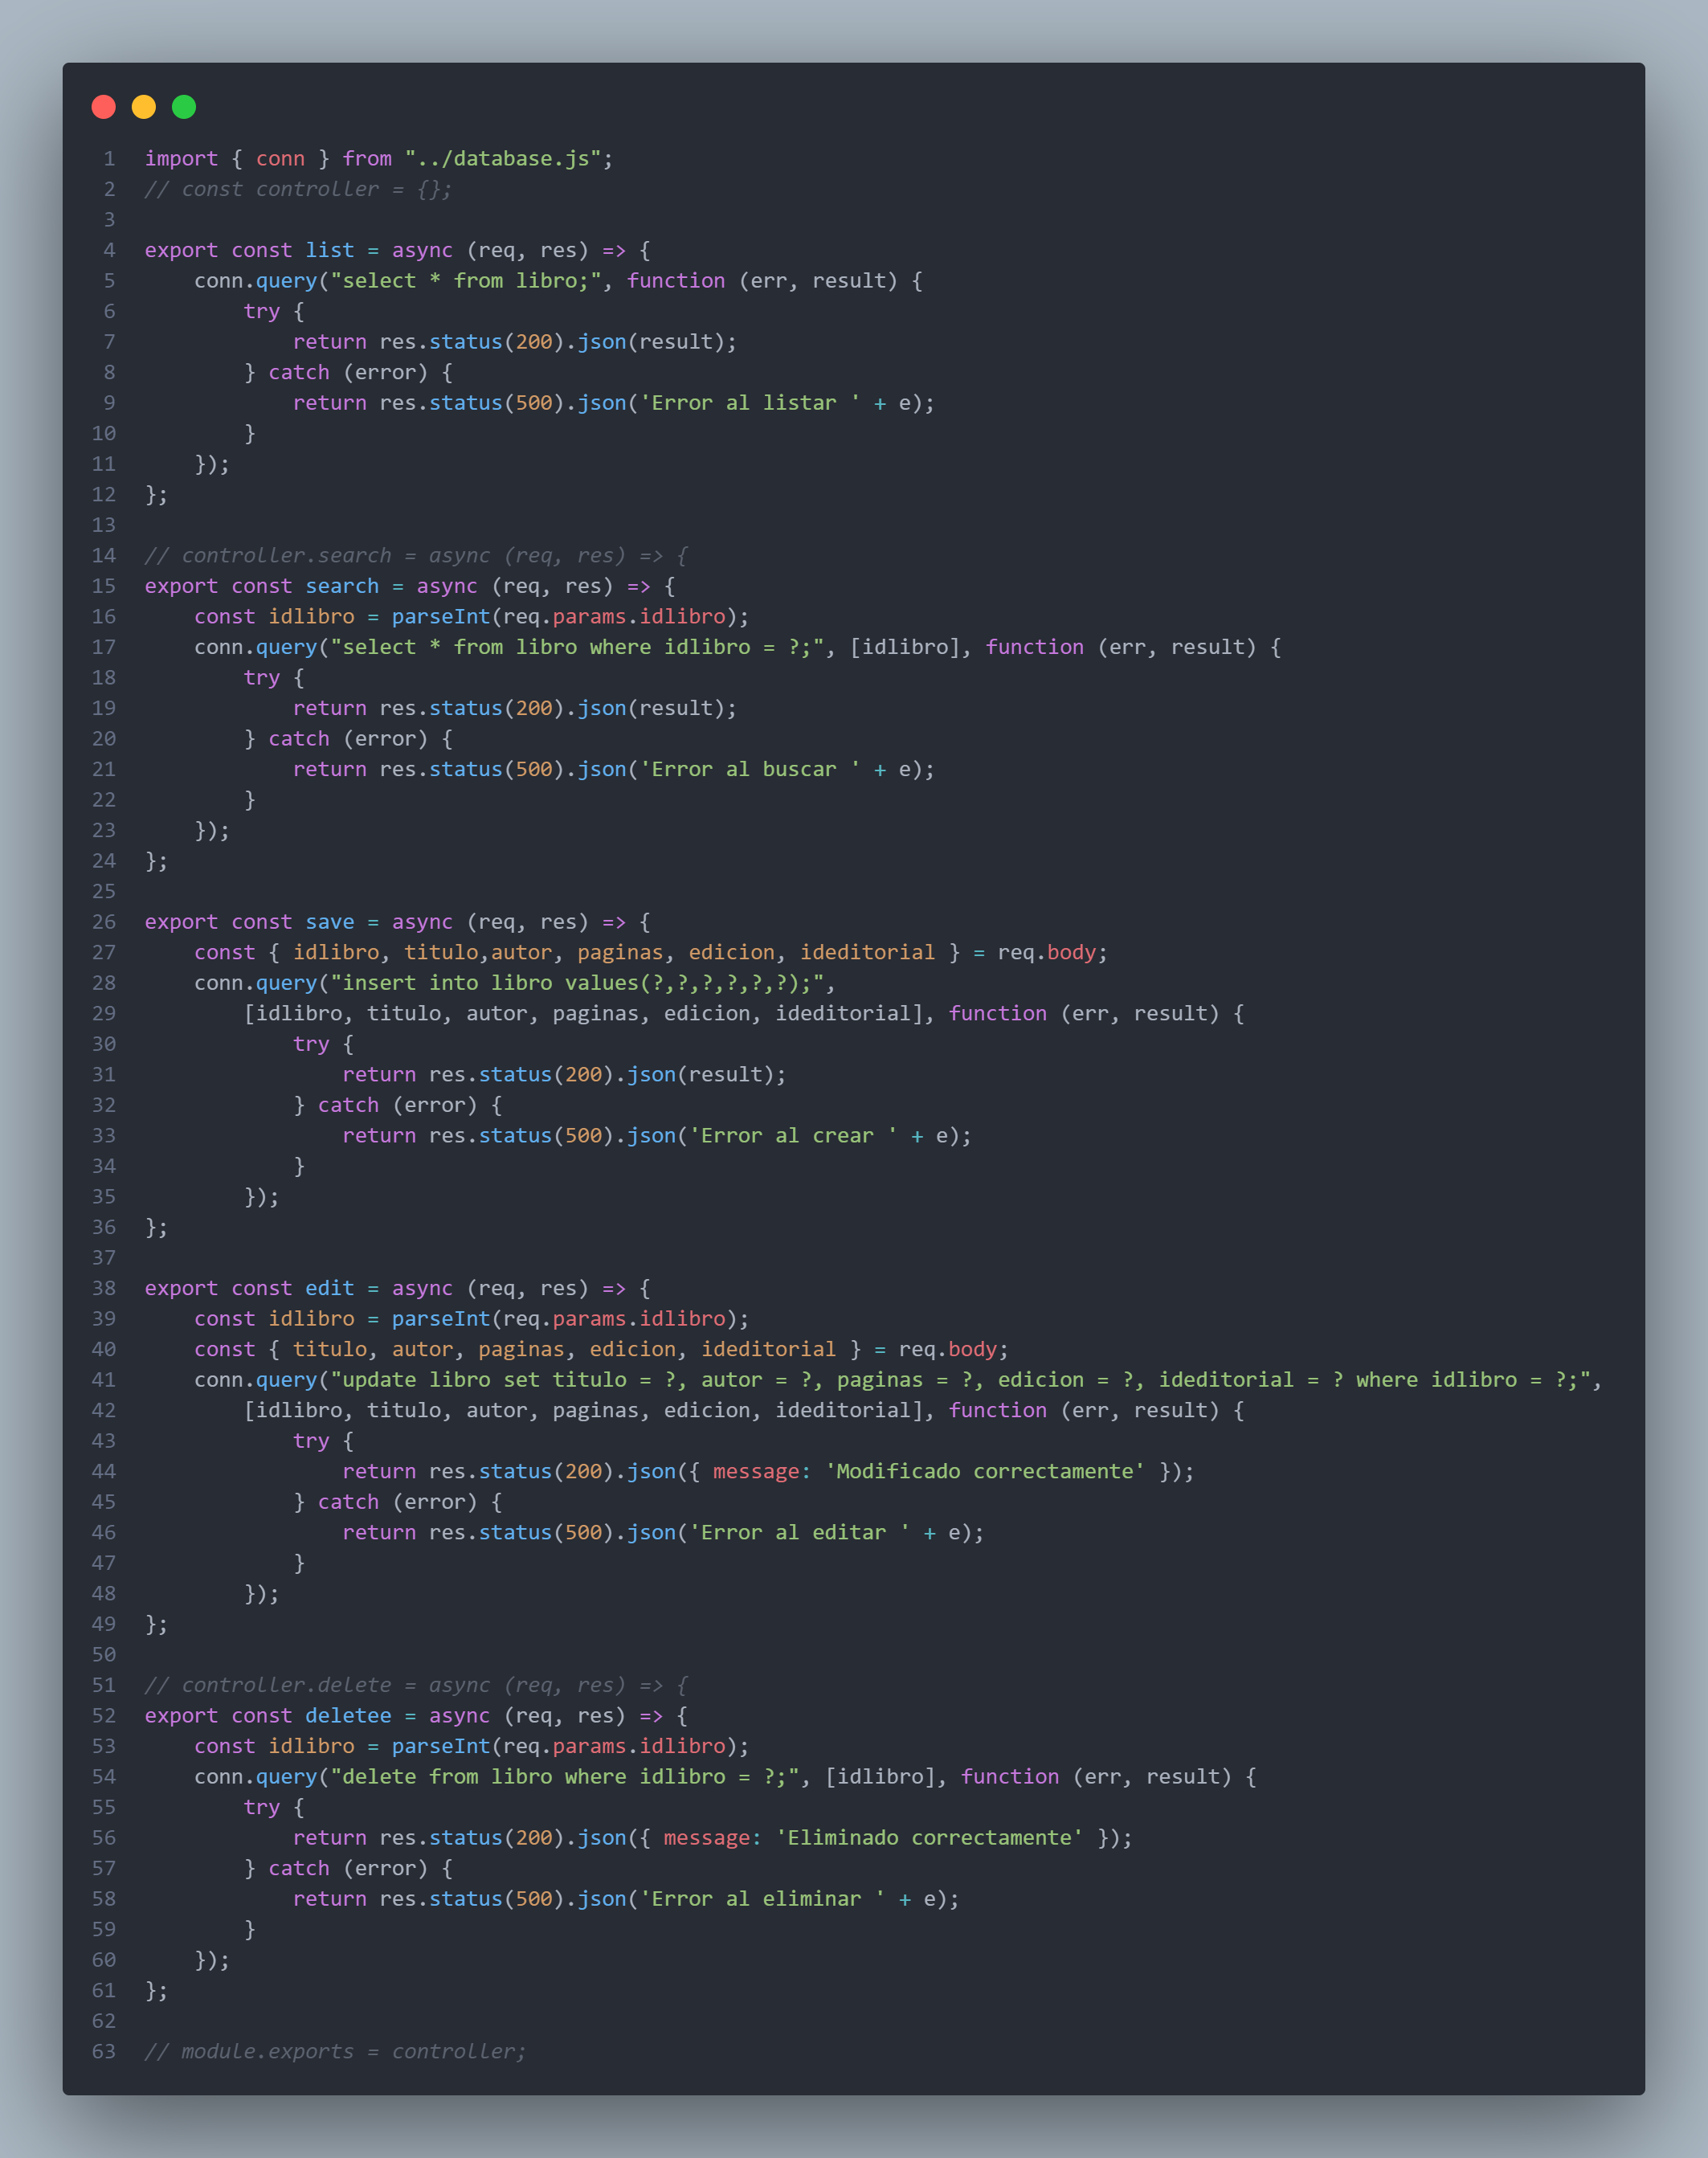 1 import { conn } from "../database.js";
2 // const controller = {};
3
4 export const list = async (req, res) => {
5     conn.query("select * from libro;", function (err, result) {
6         try {
7             return res.status(200).json(result);
8         } catch (error) {
9             return res.status(500).json('Error al listar ' + e);
10         }
11     });
12 };
13
14 // controller.search = async (req, res) => {
15 export const search = async (req, res) => {
16     const idlibro = parseInt(req.params.idlibro);
17     conn.query("select * from libro where idlibro = ?;", [idlibro], function (err, result) {
18         try {
19             return res.status(200).json(result);
20         } catch (error) {
21             return res.status(500).json('Error al buscar ' + e);
22         }
23     });
24 };
25
26 export const save = async (req, res) => {
27     const { idlibro, titulo,autor, paginas, edicion, ideditorial } = req.body;
28     conn.query("insert into libro values(?,?,?,?,?,?);",
29         [idlibro, titulo, autor, paginas, edicion, ideditorial], function (err, result) {
30             try {
31                 return res.status(200).json(result);
32             } catch (error) {
33                 return res.status(500).json('Error al crear ' + e);
34             }
35         });
36 };
37
38 export const edit = async (req, res) => {
39     const idlibro = parseInt(req.params.idlibro);
40     const { titulo, autor, paginas, edicion, ideditorial } = req.body;
41     conn.query("update libro set titulo = ?, autor = ?, paginas = ?, edicion = ?, ideditorial = ? where idlibro = ?;",
42         [idlibro, titulo, autor, paginas, edicion, ideditorial], function (err, result) {
43             try {
44                 return res.status(200).json({ message: 'Modificado correctamente' });
45             } catch (error) {
46                 return res.status(500).json('Error al editar ' + e);
47             }
48         });
49 };
50
51 // controller.delete = async (req, res) => {
52 export const deletee = async (req, res) => {
53     const idlibro = parseInt(req.params.idlibro);
54     conn.query("delete from libro where idlibro = ?;", [idlibro], function (err, result) {
55         try {
56             return res.status(200).json({ message: 'Eliminado correctamente' });
57         } catch (error) {
58             return res.status(500).json('Error al eliminar ' + e);
59         }
60     });
61 };
62
63 // module.exports = controller;